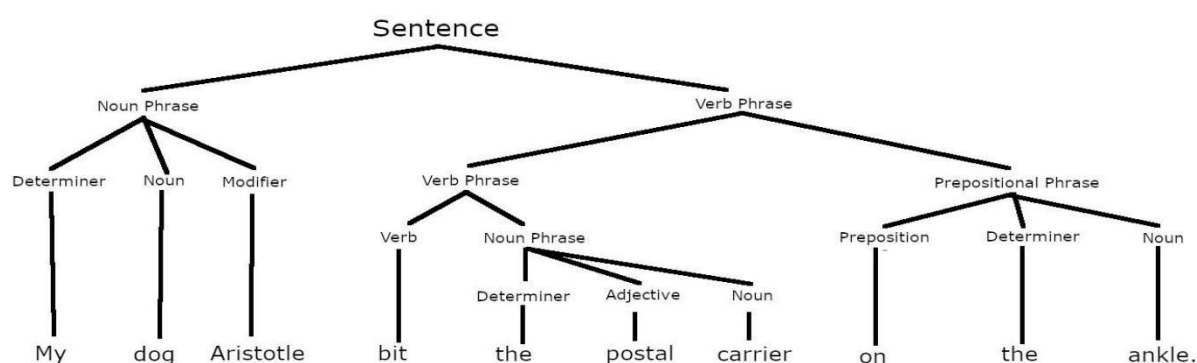 Sentence
Noun Phrase Verb Phrase
Determiner Noun Modifier Verb Phrase Prepositional Phrase
Verb Noun Phrase Preposition Determiner Noun
Determiner Adjective Noun
My dog Aristotle bit the postal carrier on the ankle.